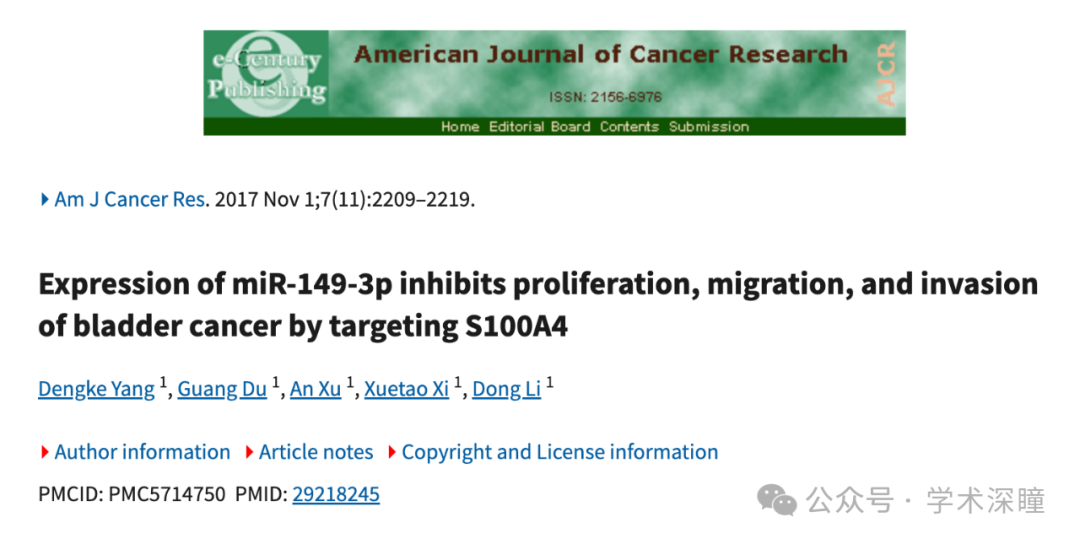 e-Century
Publishing
American Journal of Cancer Research
ISSN: 2156-6976
AJCR
Home Editorial Board Contents Submission
Am J Cancer Res. 2017 Nov 1;7(11):2209–2219.
Expression of miR-149-3p inhibits proliferation, migration, and invasion
of bladder cancer by targeting S100A4
Dengke Yang 1, Guang Du 1, An Xu 1, Xuetao Xi 1, Dong Li 1
Author information Article notes Copyright and License information
PMCID: PMC5714750 PMID: 29218245
公众号 · 学术深瞳